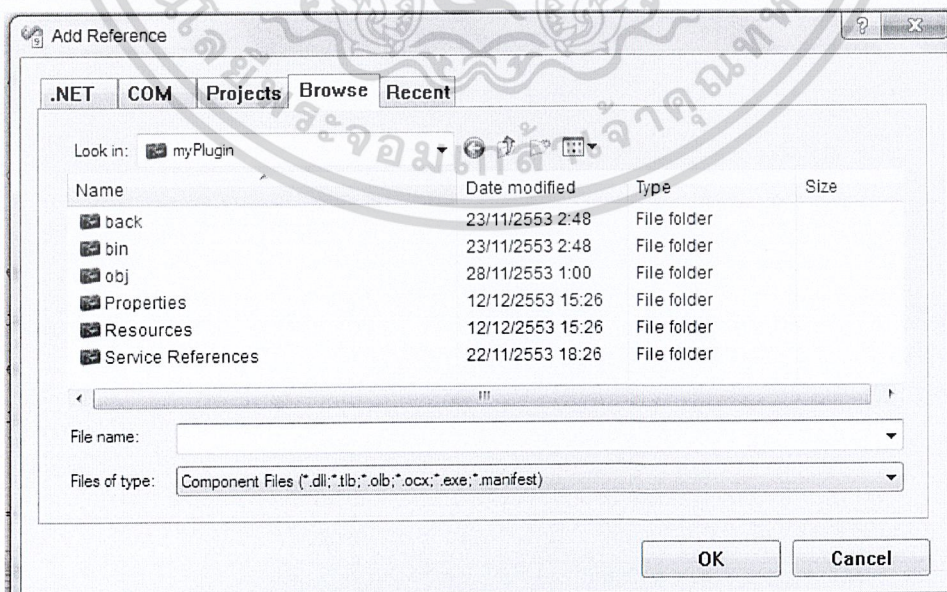 Add Reference
.NET COM Projects Browse Recent
Look in: myPlugin
Name Date modified Type Size
back 23/11/2553 2:48 File folder
bin 23/11/2553 2:48 File folder
obj 28/11/2553 1:00 File folder
Properties 12/12/2553 15:26 File folder
Resources 12/12/2553 15:26 File folder
Service References 22/11/2553 18:26 File folder
File name:
Files of type: Component Files (*.dll;*.tlb;*.olb;*.ocx;*.exe;*.manifest)
OK Cancel